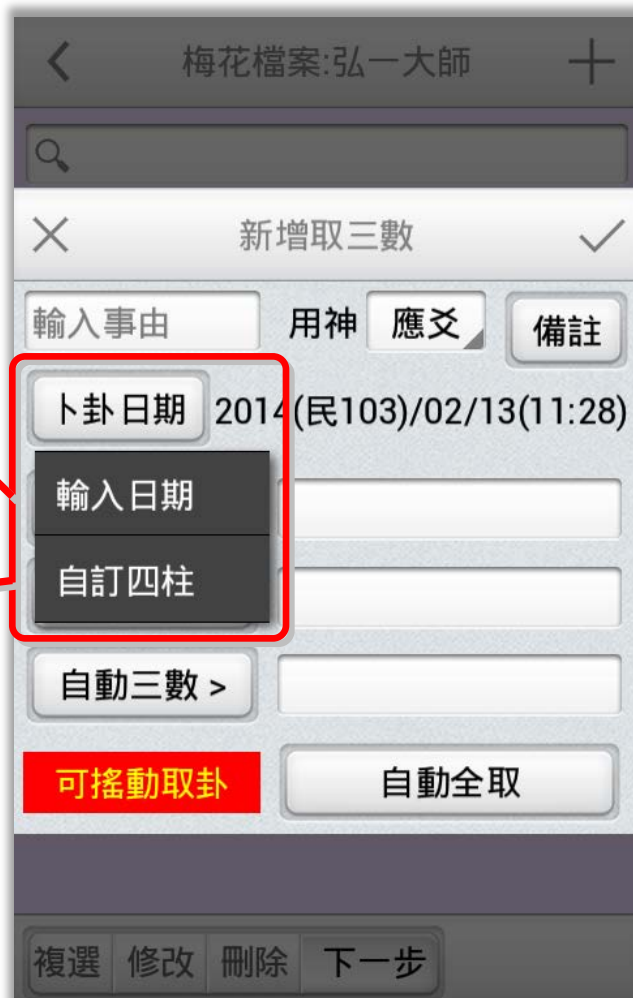 梅花檔案:弘一大師
新增取三數
輸入事由 用神 應爻 備註
卜卦日期 2014(民103)/02/13(11:28)
輸入日期
自訂四柱
自動三數 >
可搖動取卦 自動全取
複選 修改 刪除 下一步